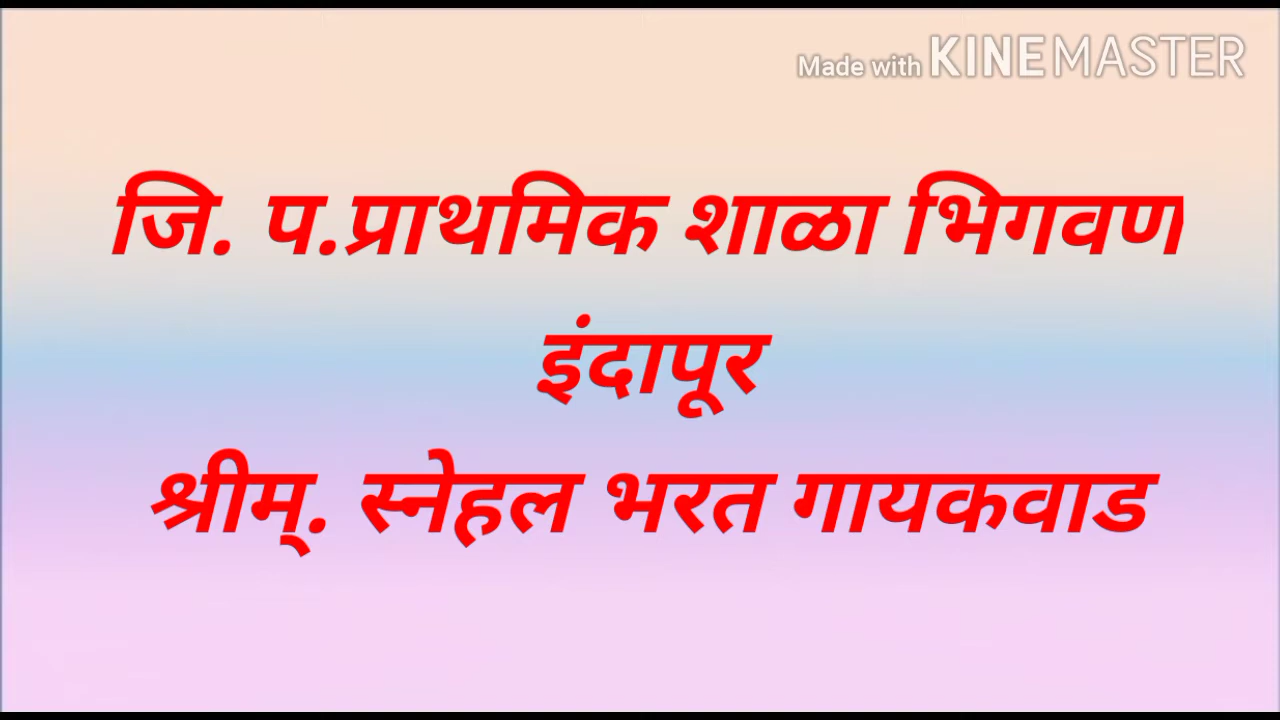 Made with KINEMASTER
जि. प.प्राथमिक शाळा भिगवण
इंदापूर
श्रीम्. स्नेहल भरत गायकवाड